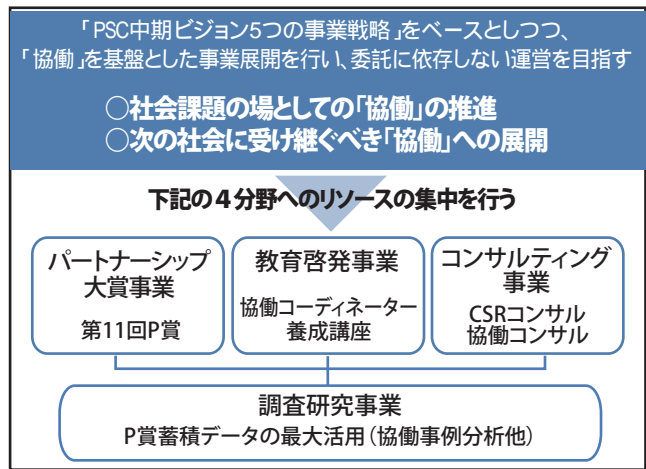 「PSC中期ビジョン5つの事業戦略」をベースとしつつ、
「協働」を基盤とした事業展開を行い、委託に依存しない運営を目指す
○社会課題の場としての「協働」の推進
○次の社会に受け継ぐべき「協働」への展開
下記の4分野へのリソースの集中を行う
パートナーシップ
大賞事業
第11回P賞
教育啓発事業
協働コーディネーター
養成講座
コンサルティング
事業
CSRコンサル
協働コンサル
調査研究事業
P賞蓄積データの最大活用（協働事例分析他）